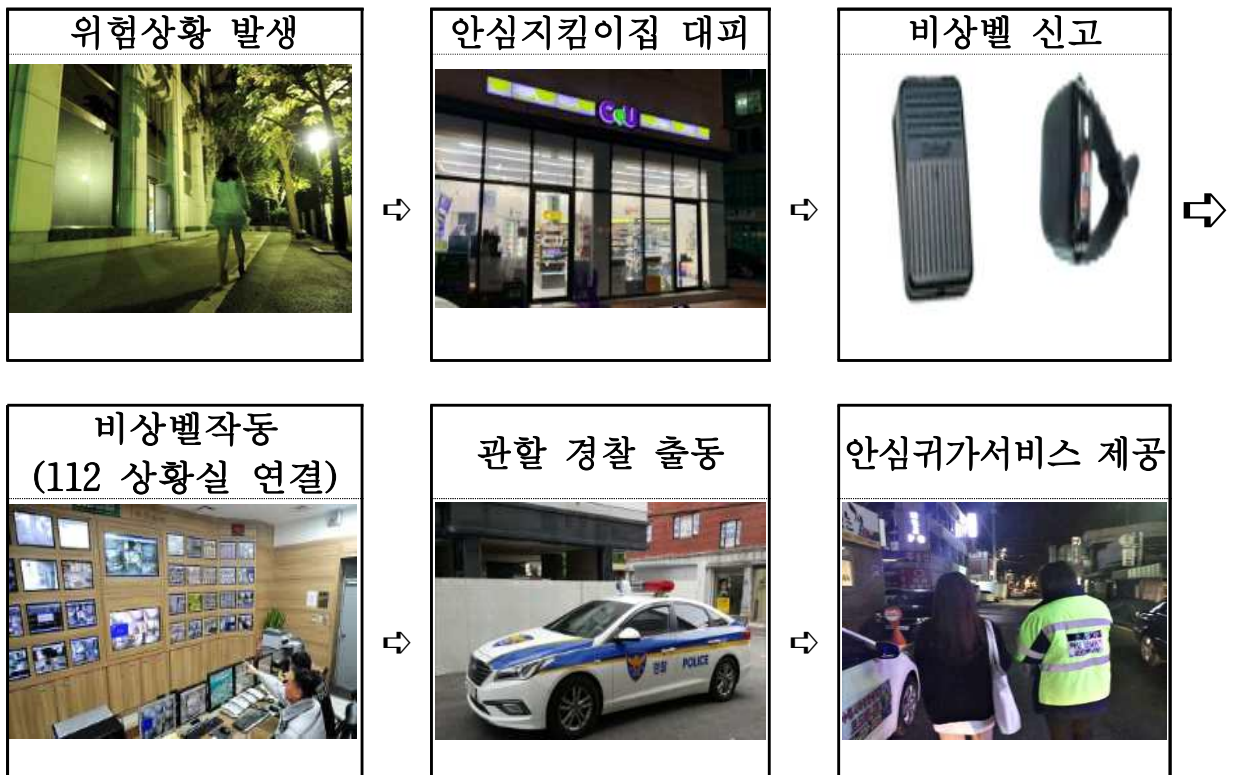 위험상황 발생
안심지킴이집 대피
비상벨 신고
CU
비상벨작동
(112 상황실 연결)
관할 경찰 출동
안심귀가서비스 제공
경찰 POLICE